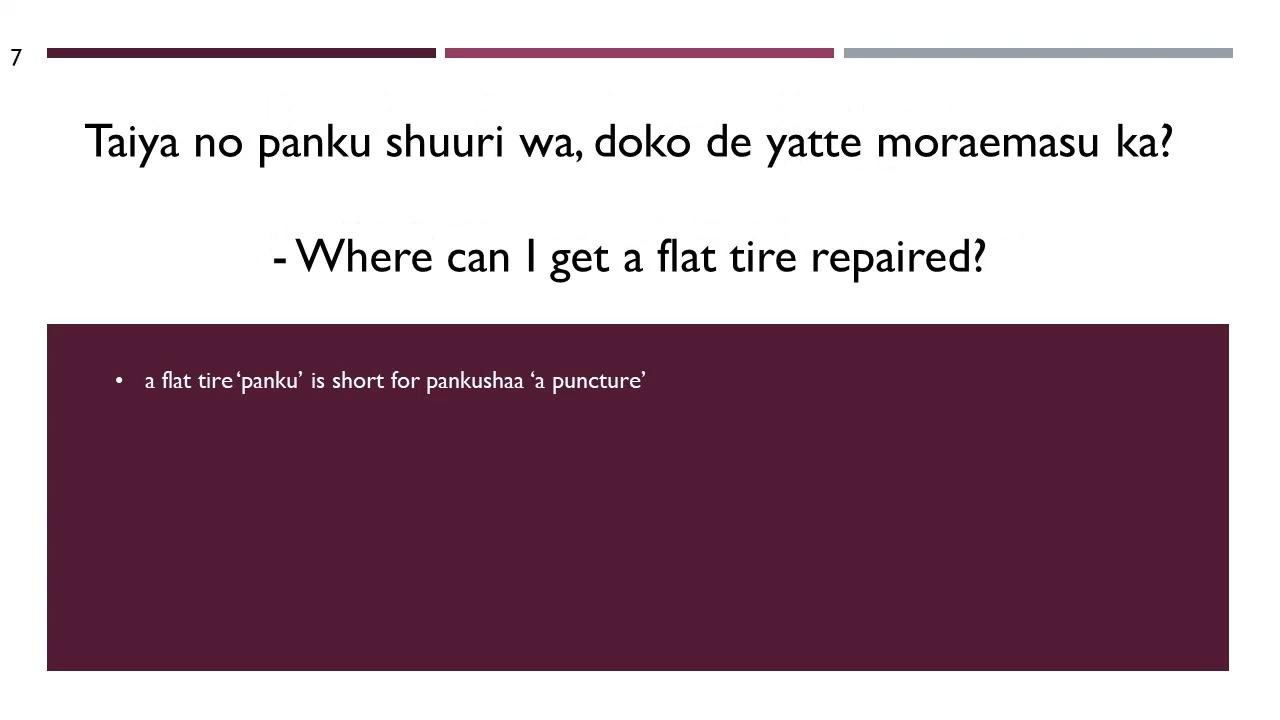 7
Taiya no panku shuuri wa, doko de yatte moraemasu ka?
- Where can I get a flat tire repaired?
• a flat tire ‘panku’ is short for pankushaa ‘a puncture’